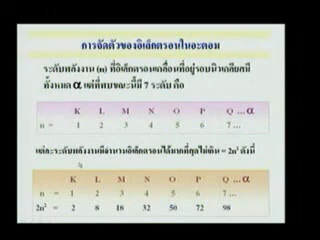 การจัดตัวของอิเล็กตรอนในอะตอม
ระดับพลังงาน (n) ที่อิเล็กตรอนเคลื่อนที่อยู่รอบนิวเคลียสมี
ทั้งหมด α แต่ที่พบขณะนี้มี 7 ระดับ คือ
K L M N O P Q ... α
n = 1 2 3 4 5 6 7 ...
แต่ละระดับพลังงานมีจำนวนอิเล็กตรอนได้มากที่สุดไม่เกิน = 2n² ดังนี้
K L M N O P Q ... α
n = 1 2 3 4 5 6 7 ...
2n² = 2 8 18 32 50 72 98